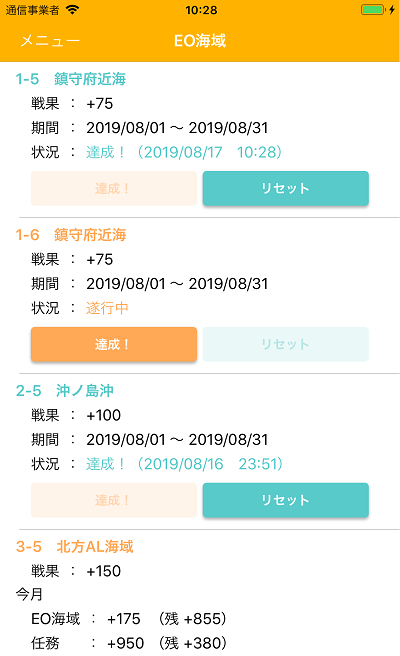 通信事業者 10:28
メニュー EO海域
1-5 鎮守府近海
戦果 : +75
期間 : 2019/08/01 〜 2019/08/31
状況 : 達成！（2019/08/17 10:28）
達成！ リセット
1-6 鎮守府近海
戦果 : +75
期間 : 2019/08/01 〜 2019/08/31
状況 : 遂行中
達成！ リセット
2-5 沖ノ島沖
戦果 : +100
期間 : 2019/08/01 〜 2019/08/31
状況 : 達成！（2019/08/16 23:51）
達成！ リセット
3-5 北方AL海域
戦果 : +150
今月
EO海域 : +175 （残 +855）
任務 : +950 （残 +380）